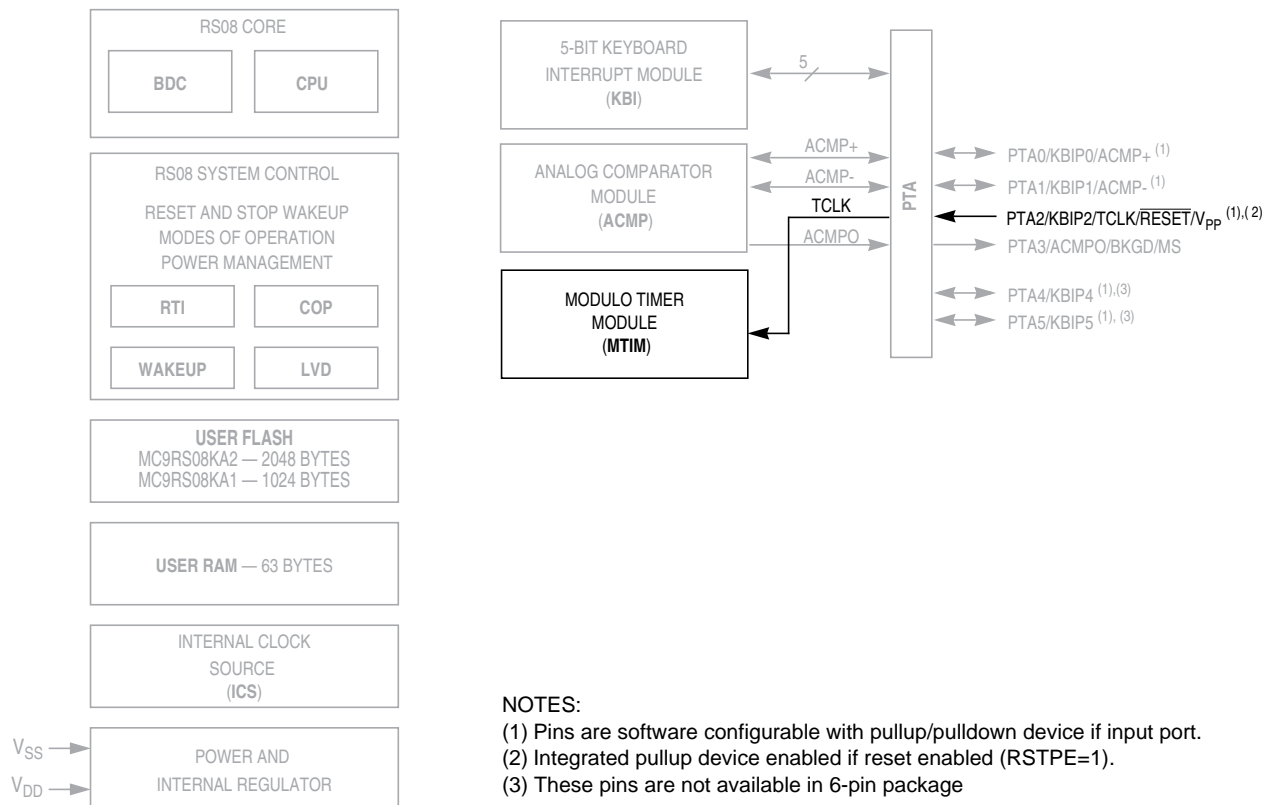 RS08 CORE
BDC
CPU
RS08 SYSTEM CONTROL
RESET AND STOP WAKEUP
MODES OF OPERATION
POWER MANAGEMENT
RTI
COP
WAKEUP
LVD
USER FLASH
MC9RS08KA2 — 2048 BYTES
MC9RS08KA1 — 1024 BYTES
USER RAM — 63 BYTES
INTERNAL CLOCK
SOURCE
(ICS)
VSS
VDD
POWER AND
INTERNAL REGULATOR
5-BIT KEYBOARD
INTERRUPT MODULE
(KBI)
5
ANALOG COMPARATOR
MODULE
(ACMP)
ACMP+
ACMP-
TCLK
ACMPO
MODULO TIMER
MODULE
(MTIM)
PTA
PTA0/KBIP0/ACMP+ (1)
PTA1/KBIP1/ACMP- (1)
PTA2/KBIP2/TCLK/RESET/VPP (1),( 2)
PTA3/ACMPO/BKGD/MS
PTA4/KBIP4 (1),(3)
PTA5/KBIP5 (1), (3)
NOTES:
(1) Pins are software configurable with pullup/pulldown device if input port.
(2) Integrated pullup device enabled if reset enabled (RSTPE=1).
(3) These pins are not available in 6-pin package